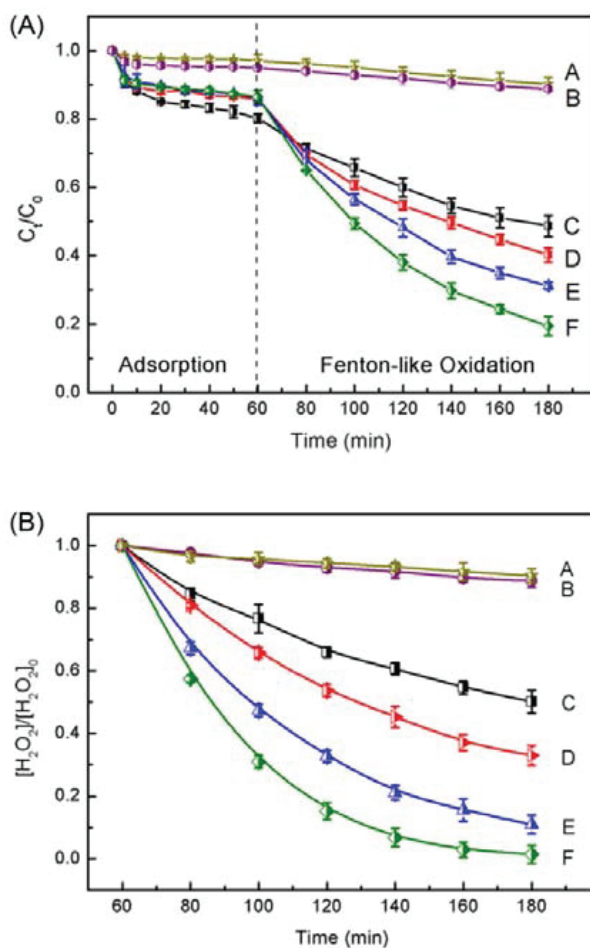 (A)
1.0
0.8
0.6
0.4
0.2
0.0
Ct/C0
A
B
C
D
E
F
Adsorption
Fenton-like Oxidation
0 20 40 60 80 100 120 140 160 180
Time (min)
(B)
1.0
0.8
0.6
0.4
0.2
0.0
[H2O2]/[H2O2]0
A
B
C
D
E
F
60 80 100 120 140 160 180
Time (min)